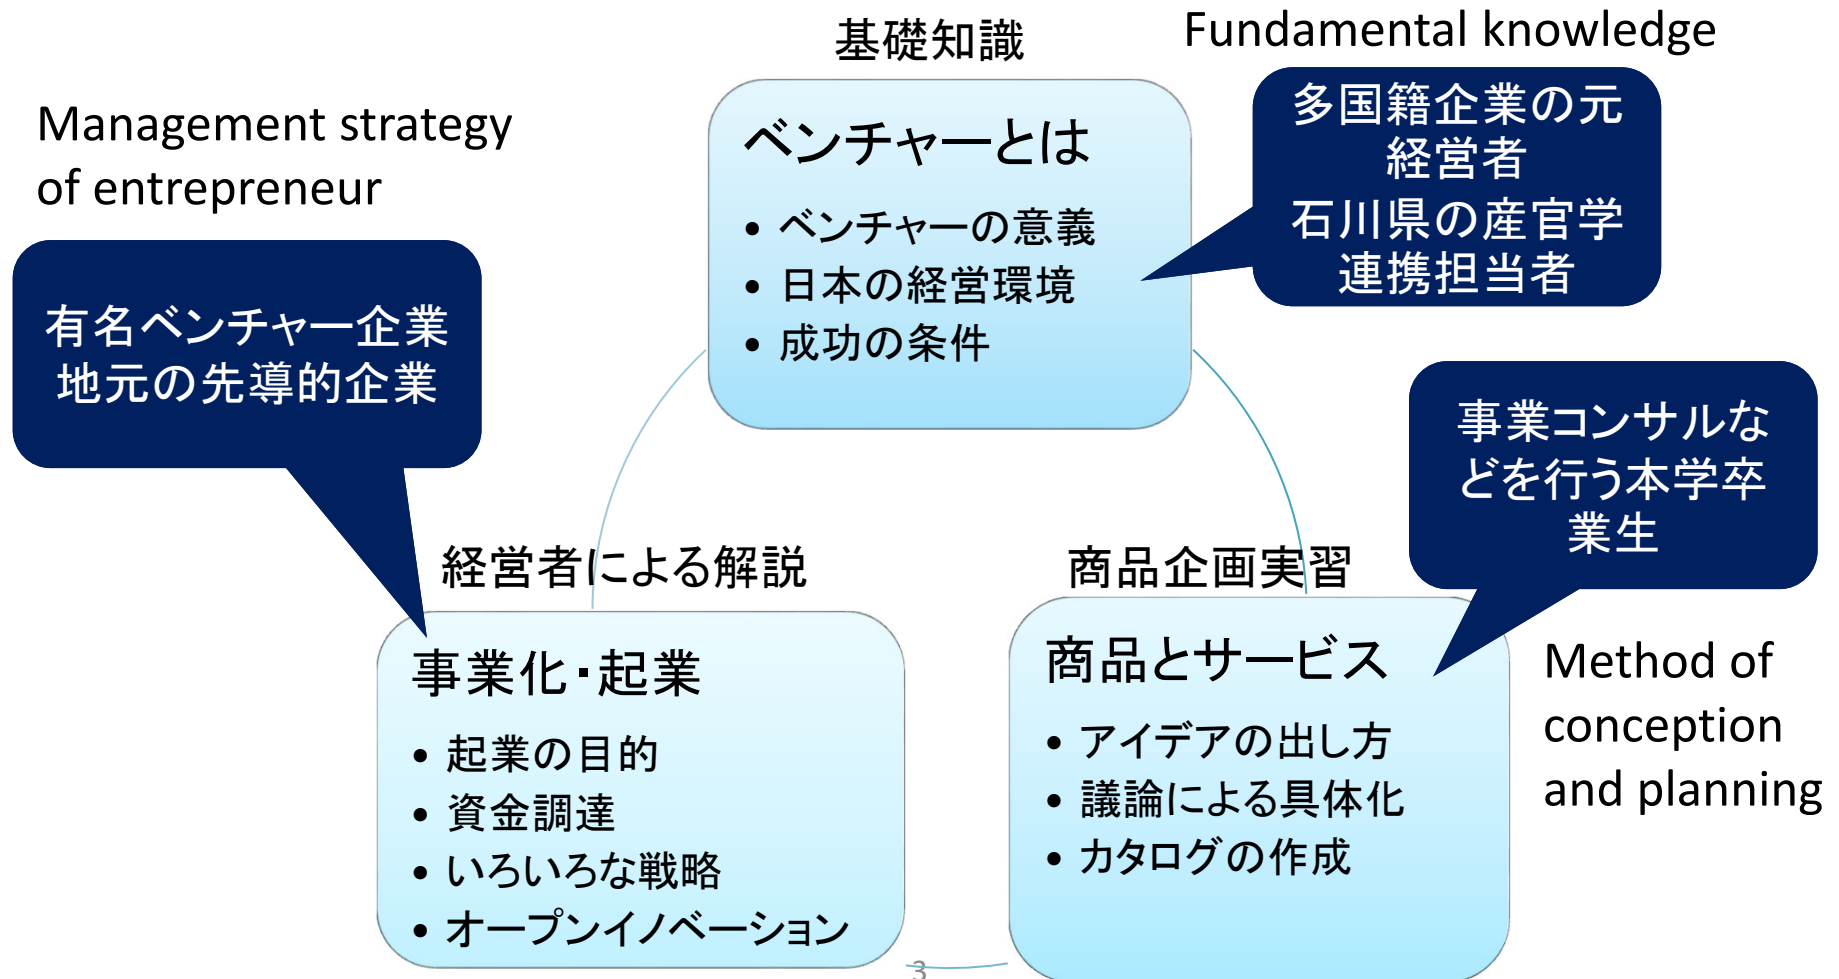 基礎知識
Fundamental knowledge
ベンチャーとは
• ベンチャーの意義
• 日本の経営環境
• 成功の条件
多国籍企業の元
経営者
石川県の産官学
連携担当者
Management strategy
of entrepreneur
有名ベンチャー企業
地元の先導的企業
経営者による解説
事業化・起業
• 起業の目的
• 資金調達
• いろいろな戦略
• オープンイノベーション
商品企画実習
商品とサービス
• アイデアの出し方
• 議論による具体化
• カタログの作成
事業コンサルな
どを行う本学卒
業生
Method of
conception
and planning
3